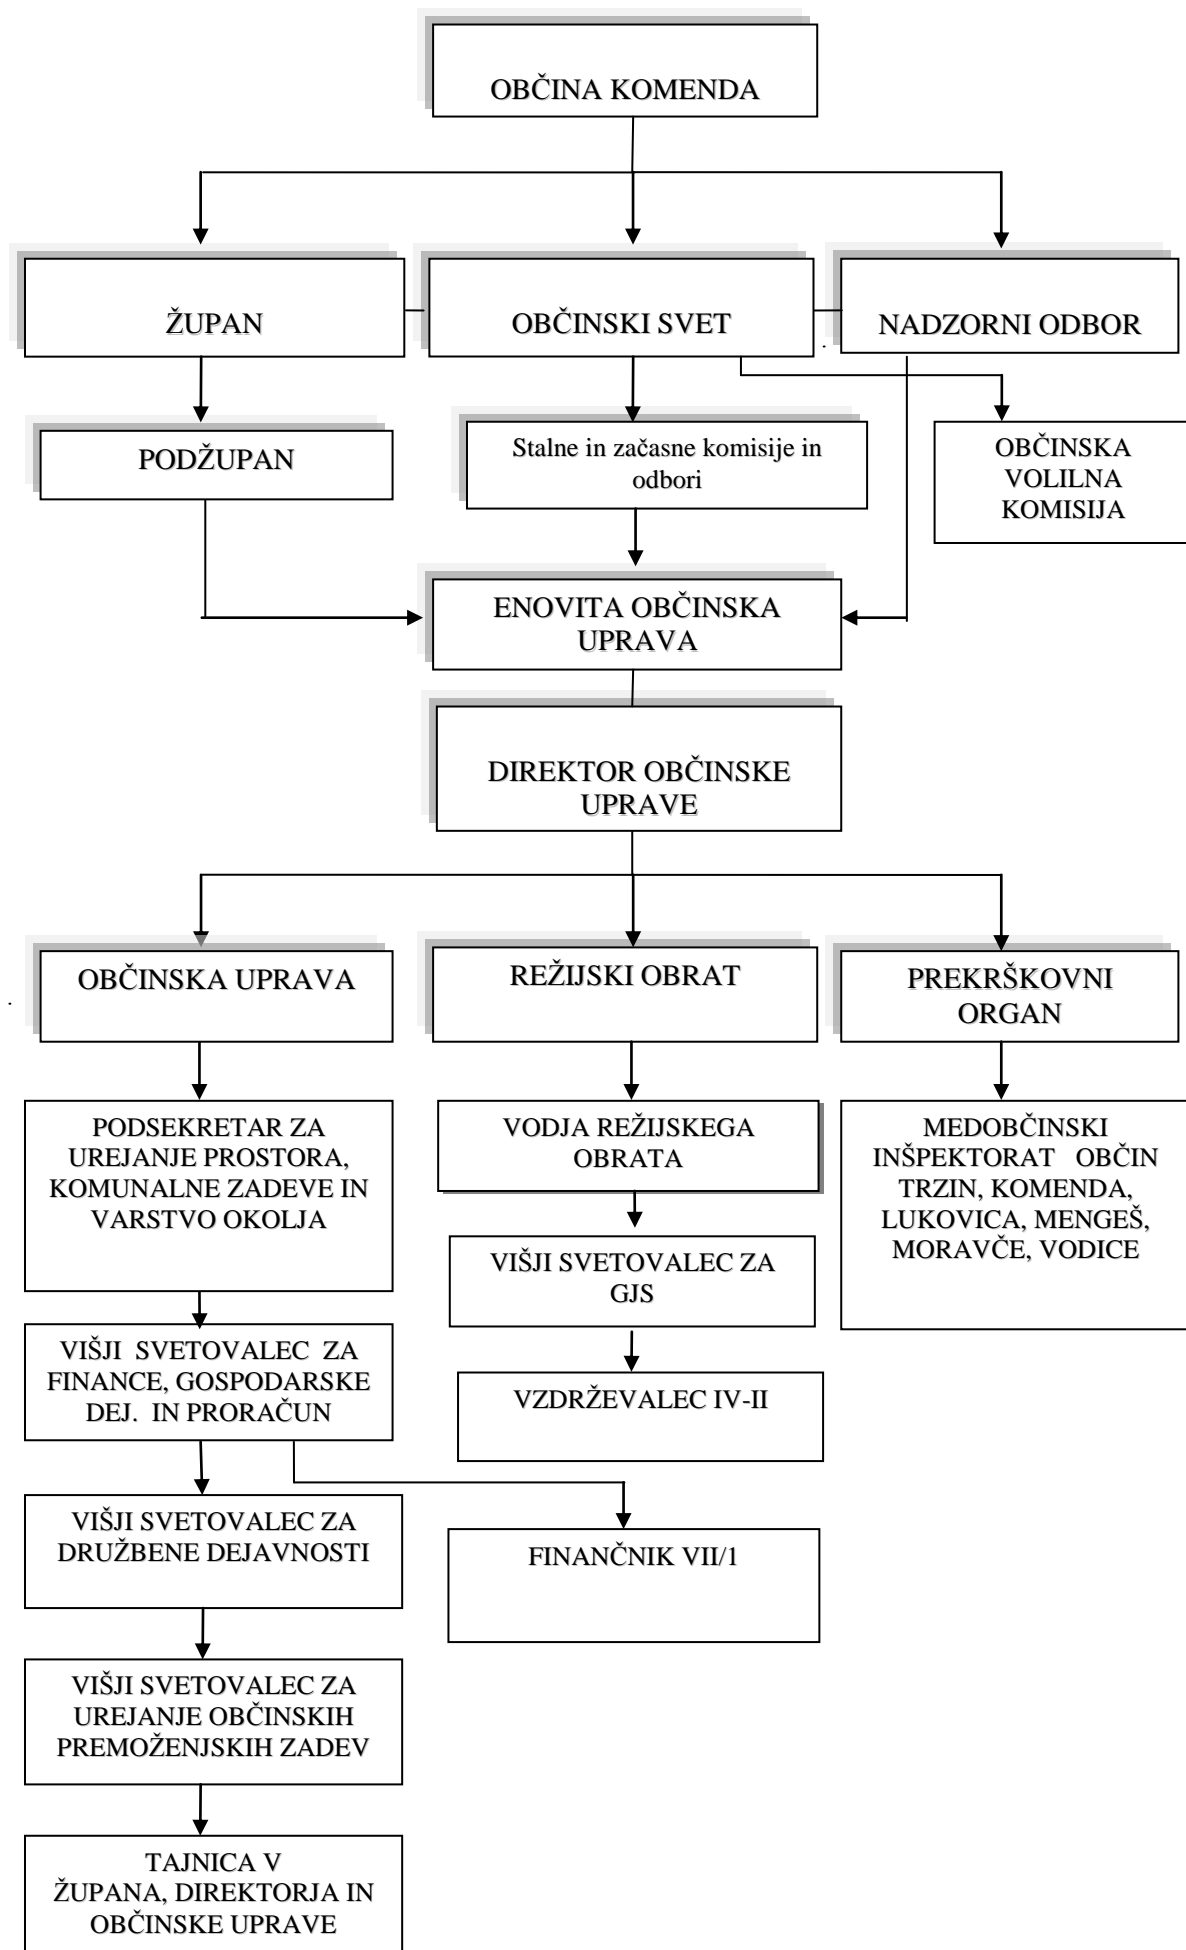 OBČINA KOMENDA
ŽUPAN
OBČINSKI SVET
NADZORNI ODBOR
PODŽUPAN
Stalne in začasne komisije in
odbori
OBČINSKA
VOLILNA
KOMISIJA
ENOVITA OBČINSKA
UPRAVA
DIREKTOR OBČINSKE
UPRAVE
OBČINSKA UPRAVA
REŽIJSKI OBRAT
PREKRŠKOVNI
ORGAN
PODSEKRETAR ZA
UREJANJE PROSTORA,
KOMUNALNE ZADEVE IN
VARSTVO OKOLJA
VODJA REŽIJSKEGA
OBRATA
MEDOBČINSKI
INŠPEKTORAT OBČIN
TRZIN, KOMENDA,
LUKOVICA, MENGEŠ,
MORAVČE, VODICE
VIŠJI SVETOVALEC ZA
GJS
VIŠJI SVETOVALEC ZA
FINANCE, GOSPODARSKE
DEJ. IN PRORAČUN
VZDRŽEVALEC IV-II
VIŠJI SVETOVALEC ZA
DRUŽBENE DEJAVNOSTI
FINANČNIK VII/1
VIŠJI SVETOVALEC ZA
UREJANJE OBČINSKIH
PREMOŽENJSKIH ZADEV
TAJNICA V
ŽUPANA, DIREKTORJA IN
OBČINSKE UPRAVE